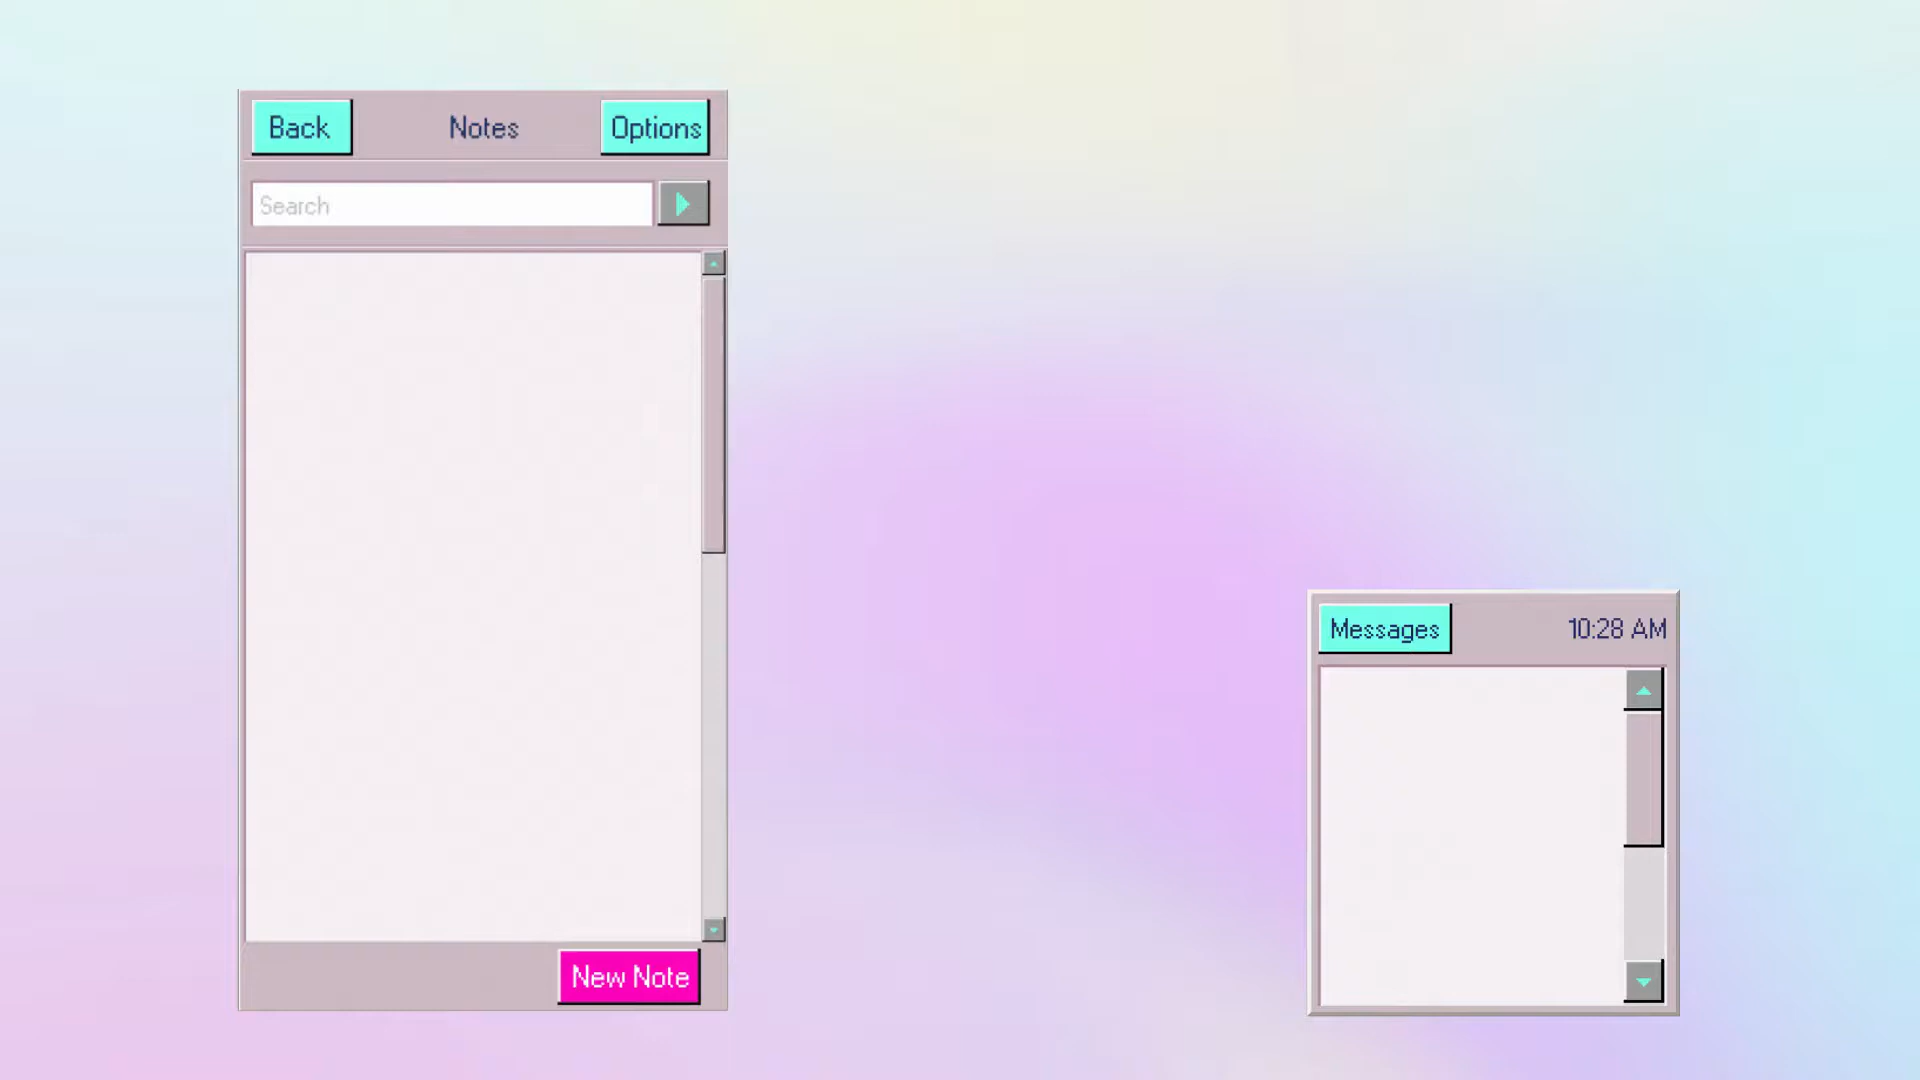 Back
Notes
Options
Search
New Note
Messages
10:28 AM